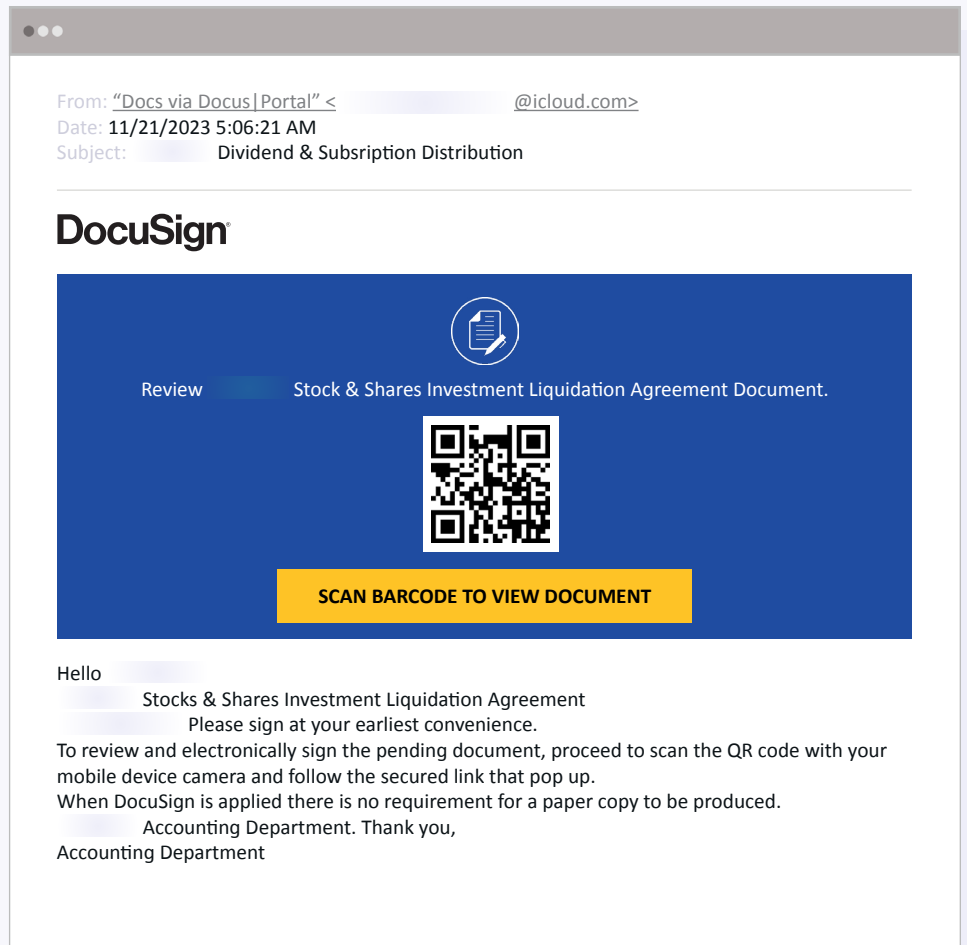 From: “Docs via Docus|Portal” < @icloud.com>
Date: 11/21/2023 5:06:21 AM
Subject: Dividend & Subsription Distribution
DocuSign®
Review Stock & Shares Investment Liquidation Agreement Document.
SCAN BARCODE TO VIEW DOCUMENT
Hello
Stocks & Shares Investment Liquidation Agreement
Please sign at your earliest convenience.
To review and electronically sign the pending document, proceed to scan the QR code with your
mobile device camera and follow the secured link that pop up.
When DocuSign is applied there is no requirement for a paper copy to be produced.
Accounting Department. Thank you,
Accounting Department